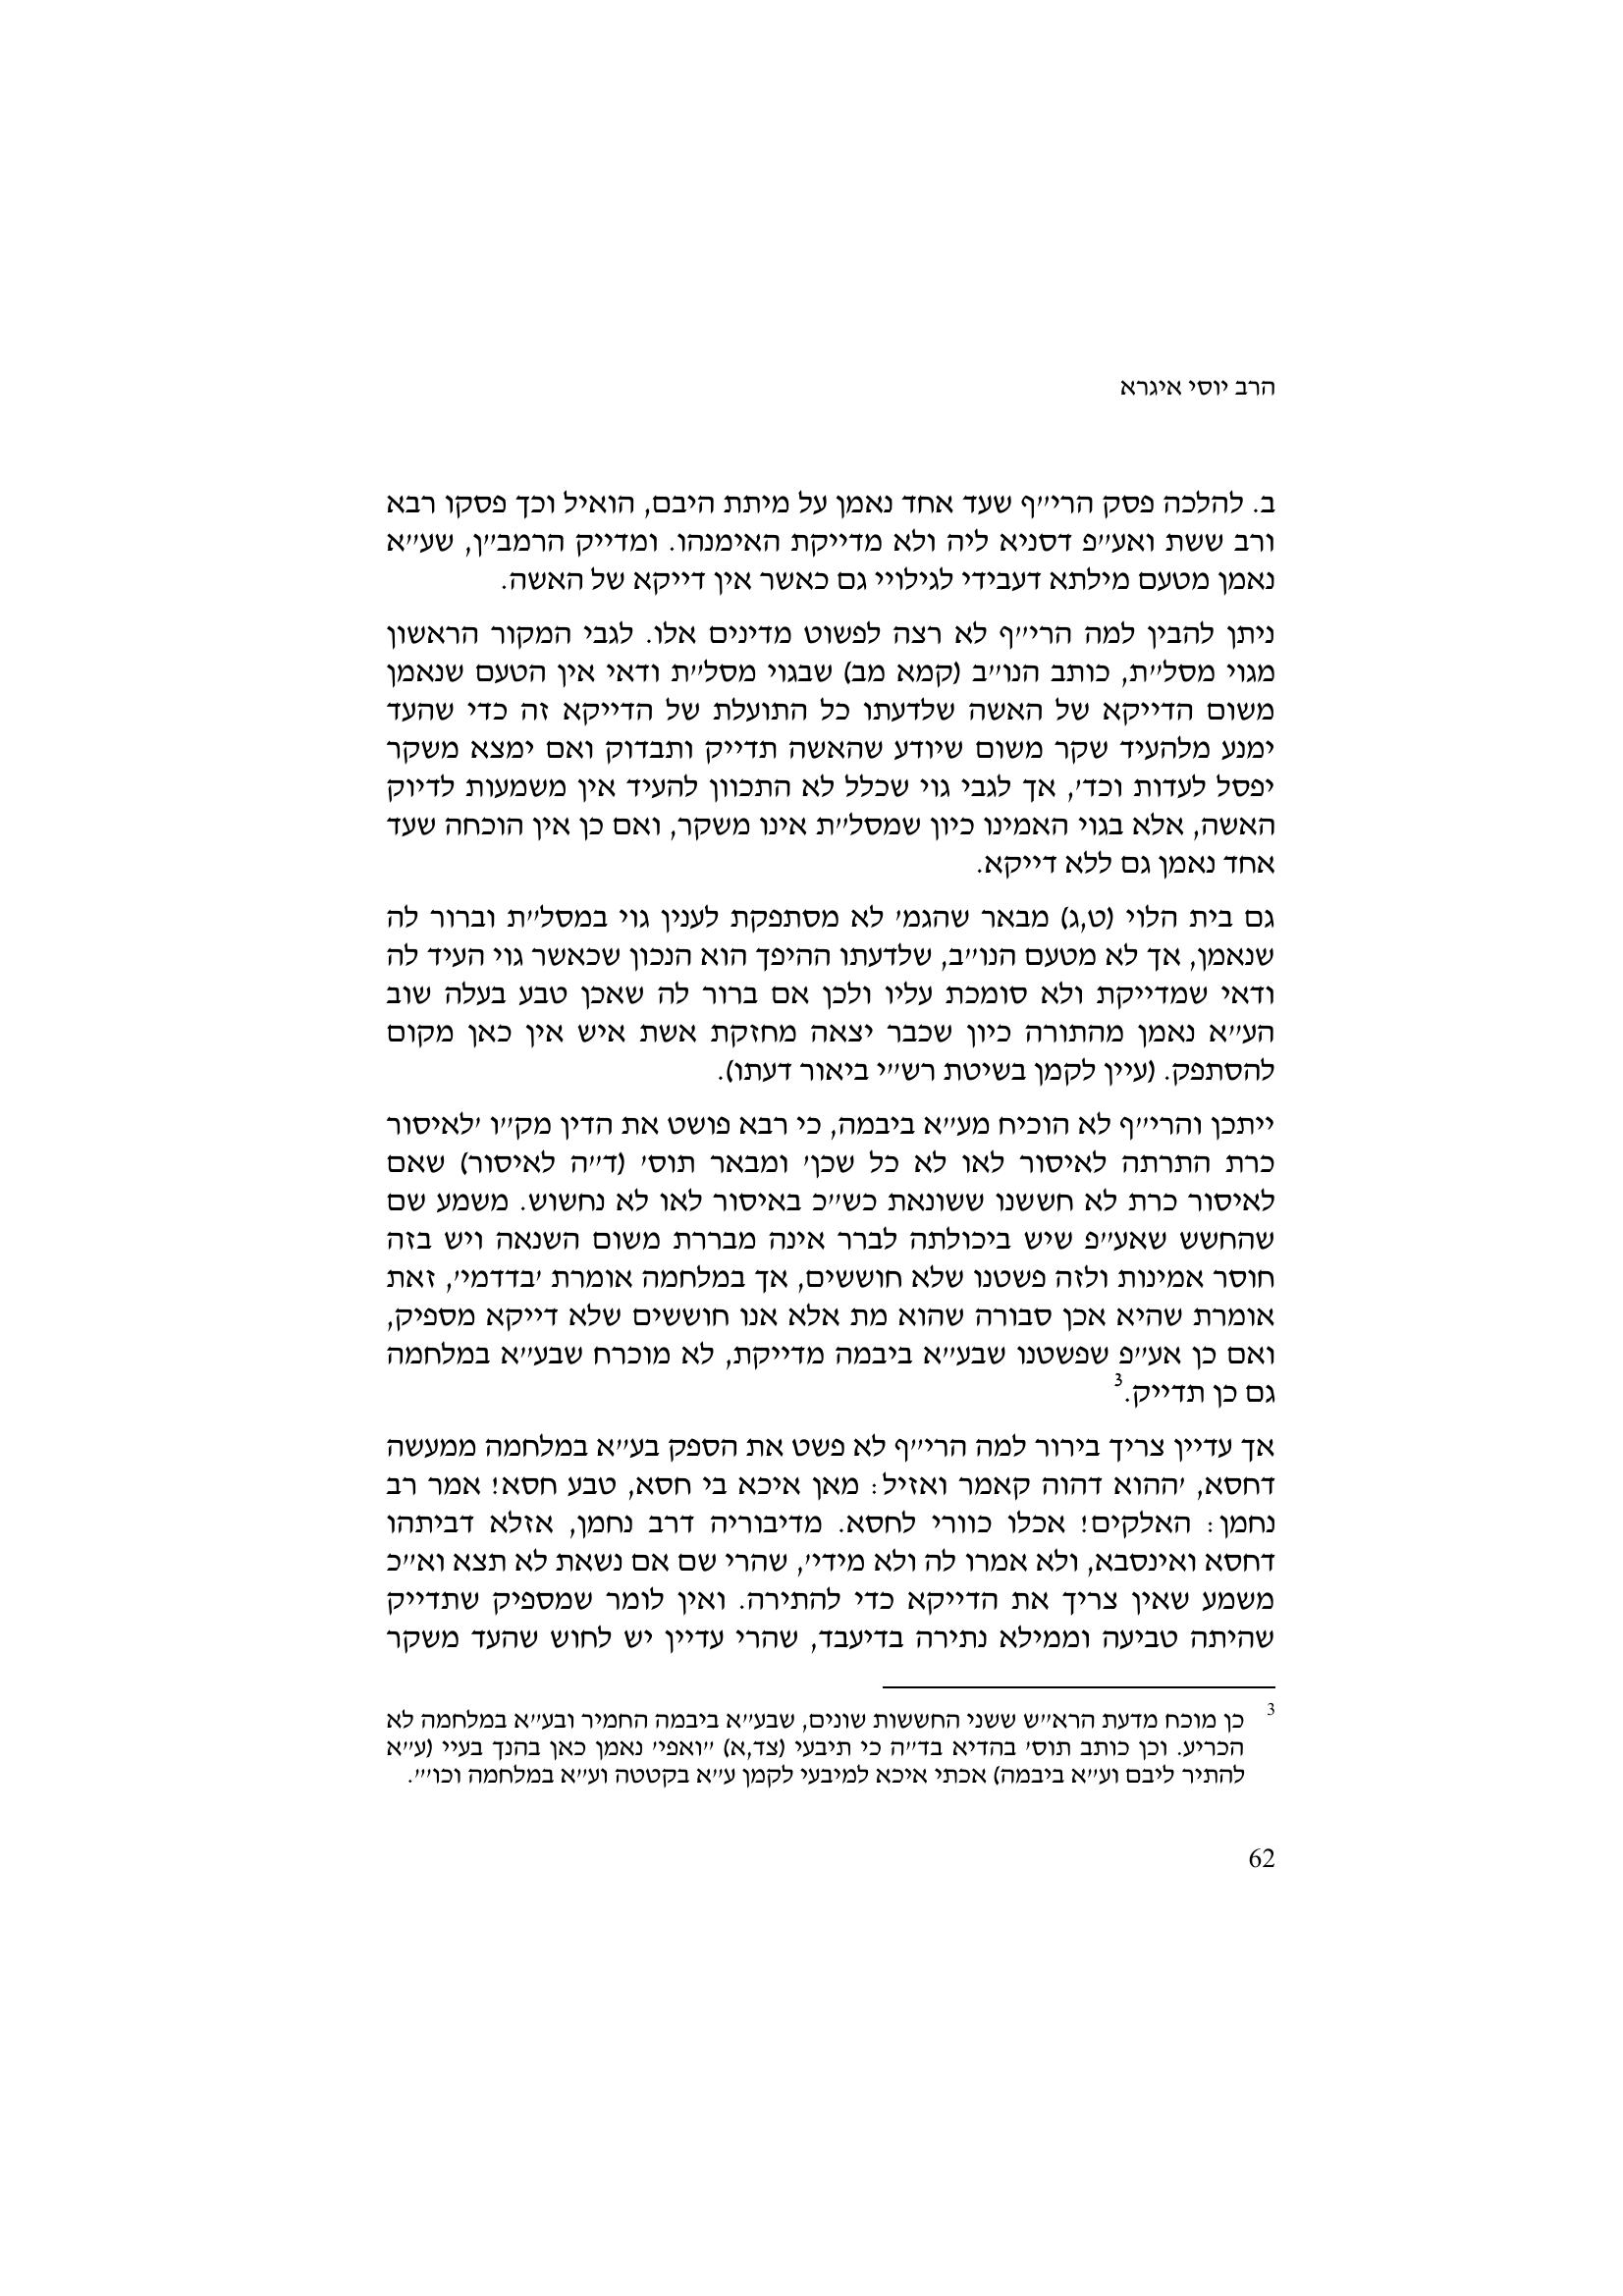 הרב יוסי איגרא
ב. להלכה פסק הרי״ף שעד אחד נאמן על מיתת היבם, הואיל וכך פסקו רבא
ורב ששת ואע״פ דסניא ליה ולא מדייקת האימנהו. ומדייק הרמב״ן, שע״א
נאמן מטעם מילתא דעבידי לגילויי גם כאשר אין דייקא של האשה.
ניתן להבין למה הרי״ף לא רצה לפשוט מדינים אלו. לגבי המקור הראשון
מגוי מסל״ת, כותב הנו״ב (קמא מב) שבגוי מסל״ת ודאי אין הטעם שנאמן
משום הדייקא של האשה שלדעתו כל התועלת של הדייקא זה כדי שהעד
ימנע מלהעיד שקר משום שיודע שהאשה תדייק ותבדוק ואם ימצא משקר
יפסל לעדות וכד׳, אך לגבי גוי שכלל לא התכוון להעיד אין משמעות לדיוק
האשה, אלא בגוי האמינו כיון שמסל״ת אינו משקר, ואם כן אין הוכחה שעד
אחד נאמן גם ללא דייקא.
גם בית הלוי (ט,ג) מבאר שהגמ׳ לא מסתפקת לענין גוי במסל״ת וברור לה
שנאמן, אך לא מטעם הנו״ב, שלדעתו ההיפך הוא הנכון שכאשר גוי העיד לה
ודאי שמדייקת ולא סומכת עליו ולכן אם ברור לה שאכן טבע בעלה שוב
הע״א נאמן מהתורה כיון שכבר יצאה מחזקת אשת איש אין כאן מקום
להסתפק. (עיין לקמן בשיטת רש״י ביאור דעתו).
ייתכן והרי״ף לא הוכיח מע״א ביבמה, כי רבא פושט את הדין מק״ו ׳לאיסור
כרת התרתה לאיסור לאו לא כל שכן׳ ומבאר תוס׳ (ד״ה לאיסור) שאם
לאיסור כרת לא חששנו ששונאת כש״כ באיסור לאו לא נחשוש. משמע שם
שהחשש שאע״פ שיש ביכולתה לברר אינה מבררת משום השנאה ויש בזה
חוסר אמינות ולזה פשטנו שלא חוששים, אך במלחמה אומרת ׳בדדמי׳, זאת
אומרת שהיא אכן סבורה שהוא מת אלא אנו חוששים שלא דייקא מספיק,
ואם כן אע״פ שפשטנו שבע״א ביבמה מדייקת, לא מוכרח שבע״א במלחמה
גם כן תדייק.3
אך עדיין צריך בירור למה הרי״ף לא פשט את הספק בע״א במלחמה ממעשה
דחסא, ׳ההוא דהוה קאמר ואזיל: מאן איכא בי חסא, טבע חסא! אמר רב
נחמן: האלקים! אכלו כוורי לחסא. מדיבוריה דרב נחמן, אזלא דביתהו
דחסא ואינסבא, ולא אמרו לה ולא מידי׳, שהרי שם אם נשאת לא תצא וא״כ
משמע שאין צריך את הדייקא כדי להתירה. ואין לומר שמספיק שתדייק
שהיתה טביעה וממילא נתירה בדיעבד, שהרי עדיין יש לחוש שהעד משקר
3 כן מוכח מדעת הרא״ש ששני החששות שונים, שבע״א ביבמה החמיר ובע״א במלחמה לא
הכריע. וכן כותב תוס׳ בהדיא בד״ה כי תיבעי (צד,א) ״ואפי׳ נאמן כאן בהנך בעיי (ע״א
להתיר ליבם וע״א ביבמה) אכתי איכא למיבעי לקמן ע״א בקטטה וע״א במלחמה וכו׳״.
62